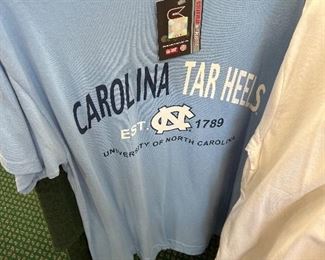 CAROLINA TAR HEELS
EST. NC 1789
UNIVERSITY OF NORTH CAROLINA